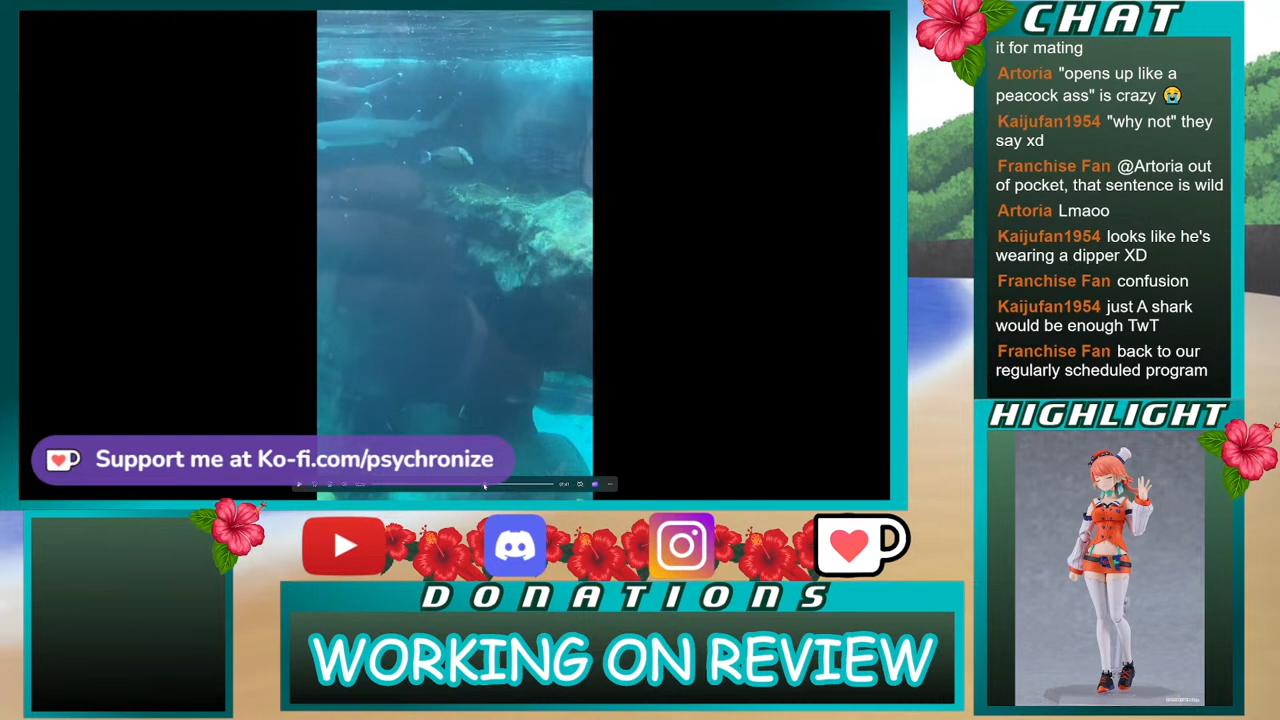 CHAT
it for mating
Artoria "opens up like a
peacock ass" is crazy 😭
Kaijufan1954 "why not" they
say xd
Franchise Fan @Artoria out
of pocket, that sentence is wild
Artoria Lmaoo
Kaijufan1954 looks like he's
wearing a dipper XD
Franchise Fan confusion
Kaijufan1954 just A shark
would be enough TwT
Franchise Fan back to our
regularly scheduled program
HIGHLIGHT
Support me at Ko-fi.com/psychronize
DONATIONS
WORKING ON REVIEW